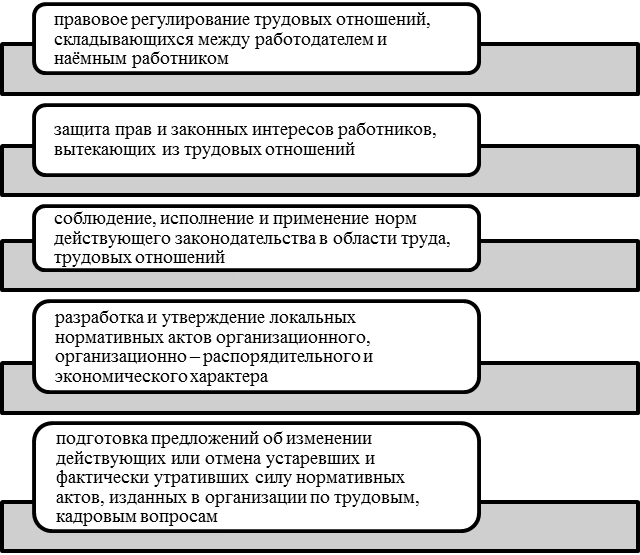 правовое регулирование трудовых отношений,
складывающихся между работодателем и
наёмным работником
защита прав и законных интересов работников,
вытекающих из трудовых отношений
соблюдение, исполнение и применение норм
действующего законодательства в области труда,
трудовых отношений
разработка и утверждение локальных
нормативных актов организационного,
организационно – распорядительного и
экономического характера
подготовка предложений об изменении
действующих или отмена устаревших и
фактически утративших силу нормативных
актов, изданных в организации по трудовым,
кадровым вопросам